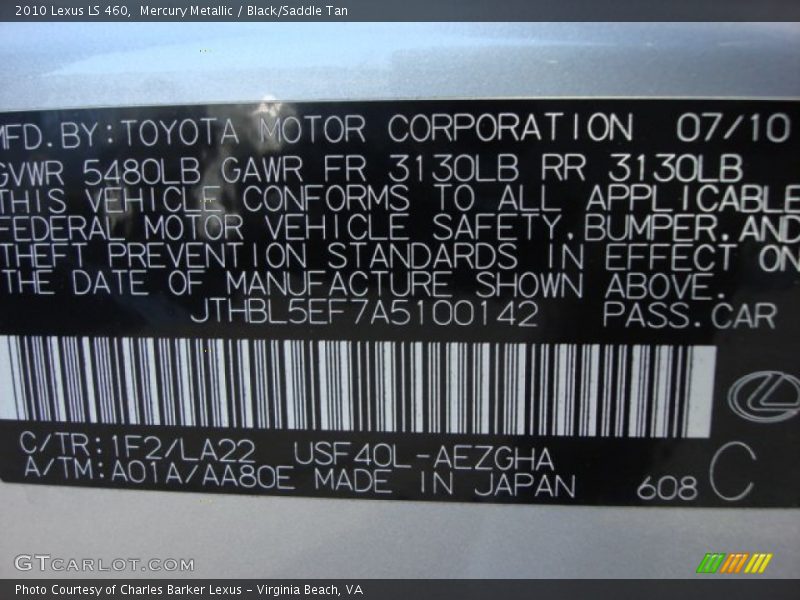 2010 Lexus LS 460, Mercury Metallic / Black/Saddle Tan
MFD.BY:TOYOTA MOTOR CORPORATION 07/10
GVWR 5480LB GAWR FR 3130LB RR 3130LB
THIS VEHICLE CONFORMS TO ALL APPLICABLE
FEDERAL MOTOR VEHICLE SAFETY,BUMPER,AND
THEFT PREVENTION STANDARDS IN EFFECT ON
THE DATE OF MANUFACTURE SHOWN ABOVE.
JTHBL5EF7A5100142 PASS.CAR
C/TR:1F2/LA22 USF40L-AEZGHA
A/TM:A01A/AA80E MADE IN JAPAN 608 C
GTCARLOT.COM
Photo Courtesy of Charles Barker Lexus - Virginia Beach, VA